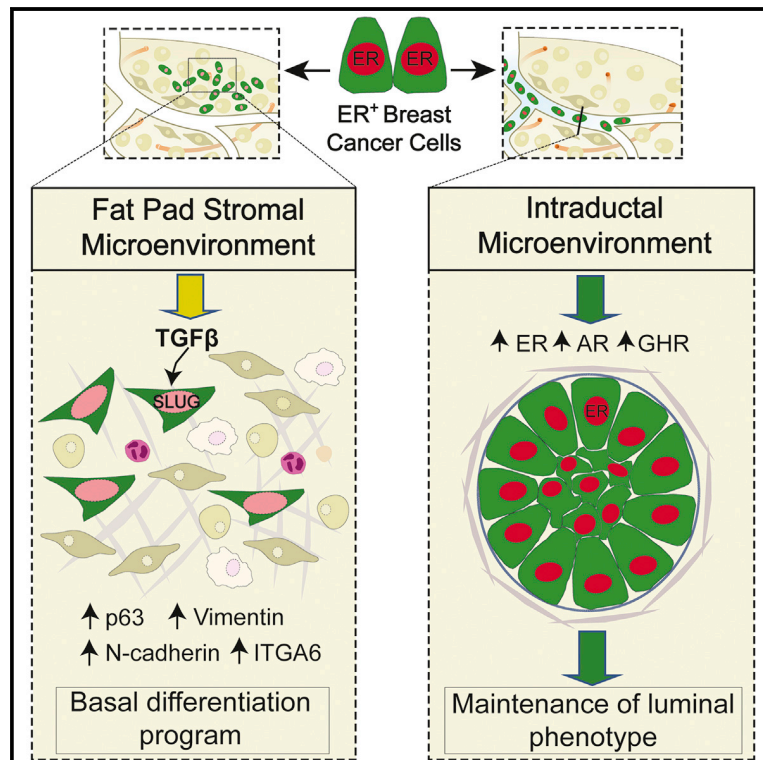 ER ER
ER⁺ Breast
Cancer Cells
Fat Pad Stromal
Microenvironment
TGFβ
SLUG
p63 Vimentin
N-cadherin ITGA6
Basal differentiation
program
Intraductal
Microenvironment
ER AR GHR
ER
Maintenance of luminal
phenotype